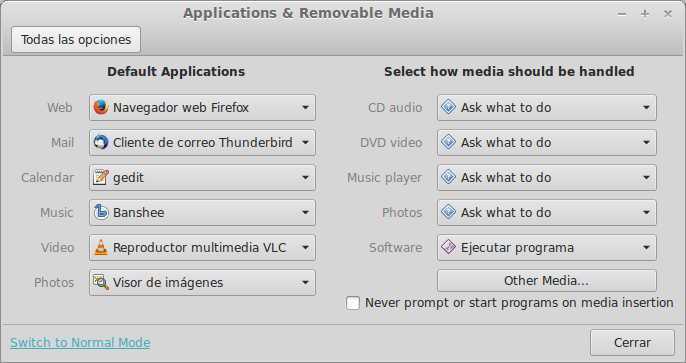 Applications & Removable Media
Todas las opciones
Default Applications
Web Navegador web Firefox
Mail Cliente de correo Thunderbird
Calendar gedit
Music Banshee
Video Reproductor multimedia VLC
Photos Visor de imágenes
Select how media should be handled
CD audio Ask what to do
DVD video Ask what to do
Music player Ask what to do
Photos Ask what to do
Software Ejecutar programa
Other Media...
Never prompt or start programs on media insertion
Switch to Normal Mode
Cerrar